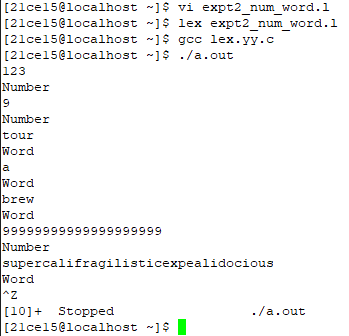 [21ce15@localhost ~]$ vi expt2_num_word.l
[21ce15@localhost ~]$ lex expt2_num_word.l
[21ce15@localhost ~]$ gcc lex.yy.c
[21ce15@localhost ~]$ ./a.out
123
Number
9
Number
tour
Word
a
Word
brew
Word
99999999999999999999
Number
supercalifragilisticexpealidocious
Word
^Z
[10]+  Stopped                 ./a.out
[21ce15@localhost ~]$